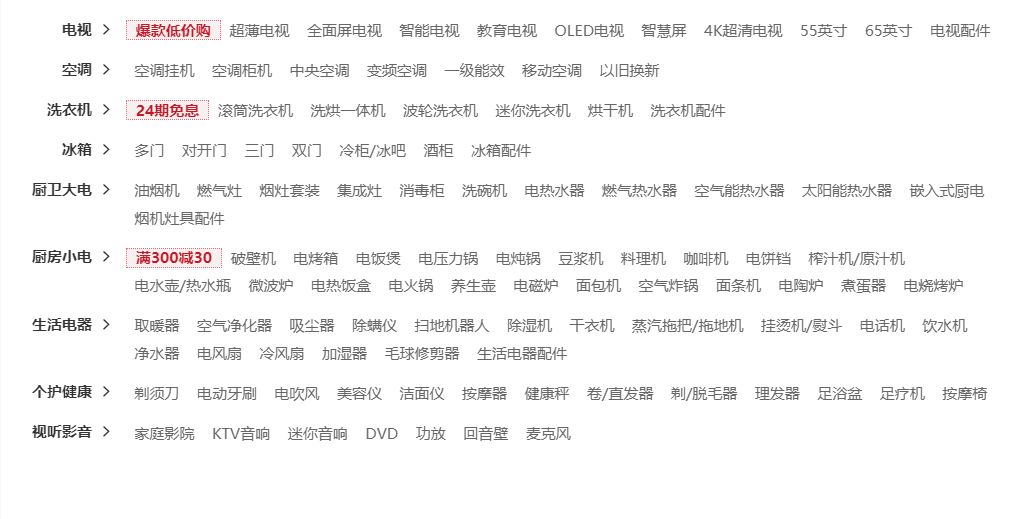 电视 > 爆款低价购 超薄电视 全面屏电视 智能电视 教育电视 OLED电视 智慧屏 4K超清电视 55英寸 65英寸 电视配件
空调 > 空调挂机 空调柜机 中央空调 变频空调 一级能效 移动空调 以旧换新
洗衣机 > 24期免息 滚筒洗衣机 洗烘一体机 波轮洗衣机 迷你洗衣机 烘干机 洗衣机配件
冰箱 > 多门 对开门 三门 双门 冷柜/冰吧 酒柜 冰箱配件
厨卫大电 > 油烟机 燃气灶 烟灶套装 集成灶 消毒柜 洗碗机 电热水器 燃气热水器 空气能热水器 太阳能热水器 嵌入式厨电
烟机灶具配件
厨房小电 > 满300减30 破壁机 电烤箱 电饭煲 电压力锅 电炖锅 豆浆机 料理机 咖啡机 电饼铛 榨汁机/原汁机
电水壶/热水瓶 微波炉 电热饭盒 电火锅 养生壶 电磁炉 面包机 空气炸锅 面条机 电陶炉 煮蛋器 电烧烤炉
生活电器 > 取暖器 空气净化器 吸尘器 除螨仪 扫地机器人 除湿机 干衣机 蒸汽拖把/拖地机 挂烫机/熨斗 电话机 饮水机
净水器 电风扇 冷风扇 加湿器 毛球修剪器 生活电器配件
个护健康 > 剃须刀 电动牙刷 电吹风 美容仪 洁面仪 按摩器 健康秤 卷/直发器 剃/脱毛器 理发器 足浴盆 足疗机 按摩椅
视听影音 > 家庭影院 KTV音响 迷你音响 DVD 功放 回音壁 麦克风